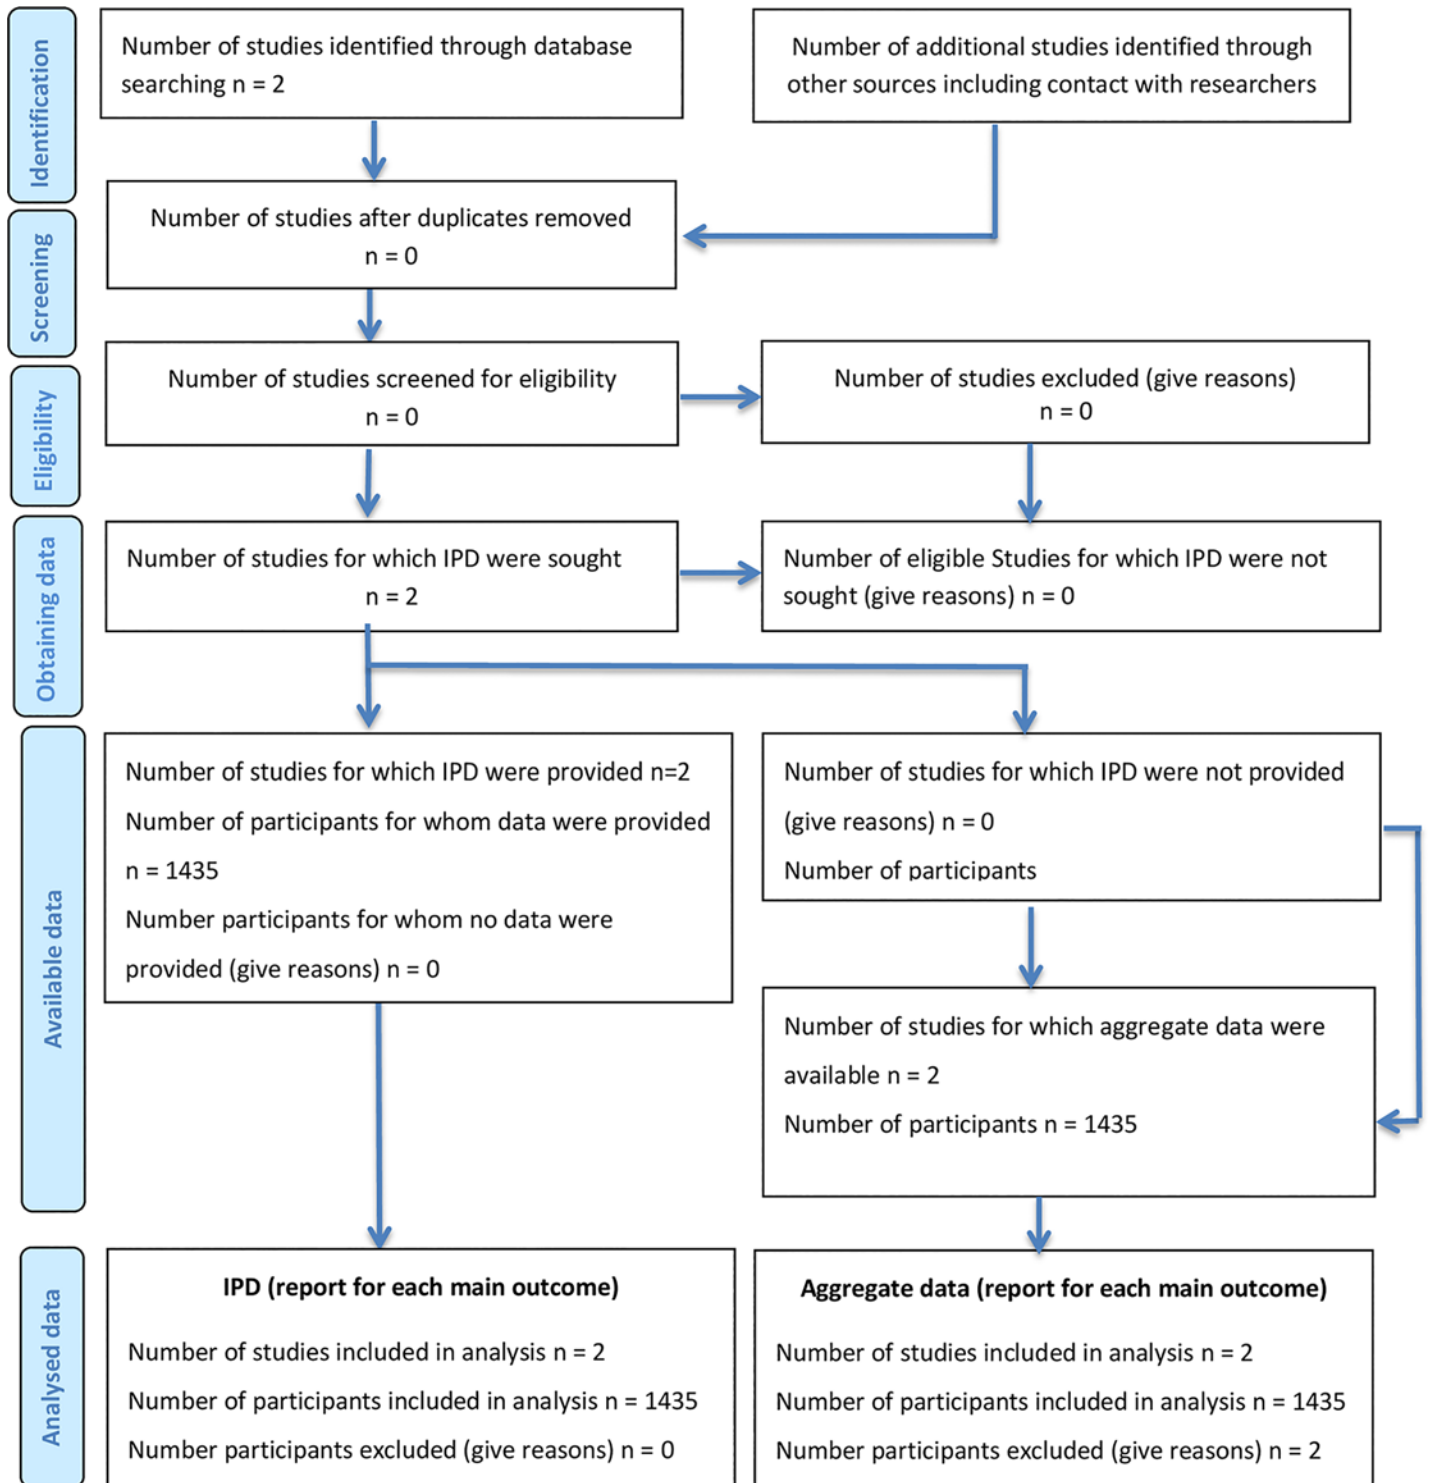 Identification
Number of studies identified through database
searching n = 2
Number of additional studies identified through
other sources including contact with researchers
Screening
Number of studies after duplicates removed
n = 0
Eligibility
Number of studies screened for eligibility
n = 0
Number of studies excluded (give reasons)
n = 0
Obtaining data
Number of studies for which IPD were sought
n = 2
Number of eligible Studies for which IPD were not
sought (give reasons) n = 0
Available data
Number of studies for which IPD were provided n=2
Number of participants for whom data were provided
n = 1435
Number participants for whom no data were
provided (give reasons) n = 0
Number of studies for which IPD were not provided
(give reasons) n = 0
Number of participants
Number of studies for which aggregate data were
available n = 2
Number of participants n = 1435
Analysed data
IPD (report for each main outcome)
Number of studies included in analysis n = 2
Number of participants included in analysis n = 1435
Number participants excluded (give reasons) n = 0
Aggregate data (report for each main outcome)
Number of studies included in analysis n = 2
Number of participants included in analysis n = 1435
Number participants excluded (give reasons) n = 2